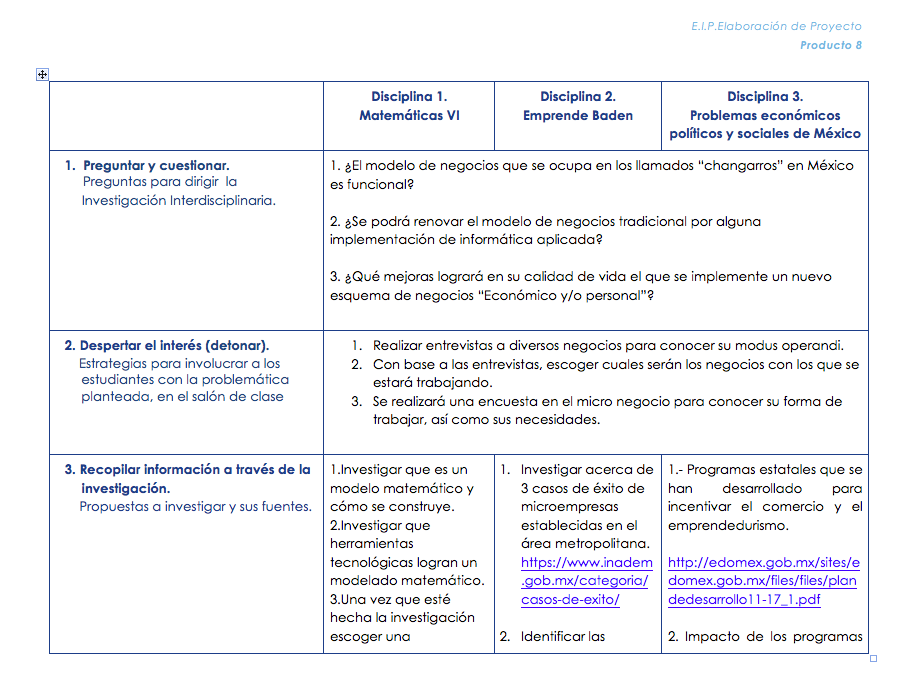 E.I.P.Elaboración de Proyecto
Producto 8
Disciplina 1.
Matemáticas VI
Disciplina 2.
Emprende Baden
Disciplina 3.
Problemas económicos
políticos y sociales de México
1. Preguntar y cuestionar.
Preguntas para dirigir la
Investigación Interdisciplinaria.
1. ¿El modelo de negocios que se ocupa en los llamados “changarros” en México
es funcional?
2. ¿Se podrá renovar el modelo de negocios tradicional por alguna
implementación de informática aplicada?
3. ¿Qué mejoras logrará en su calidad de vida el que se implemente un nuevo
esquema de negocios “Económico y/o personal”?
2. Despertar el interés (detonar).
Estrategias para involucrar a los
estudiantes con la problemática
planteada, en el salón de clase
1. Realizar entrevistas a diversos negocios para conocer su modus operandi.
2. Con base a las entrevistas, escoger cuales serán los negocios con los que se
estará trabajando.
3. Se realizará una encuesta en el micro negocio para conocer su forma de
trabajar, así como sus necesidades.
3. Recopilar información a través de la
investigación.
Propuestas a investigar y sus fuentes.
1.Investigar que es un
modelo matemático y
cómo se construye.
2.Investigar que
herramientas
tecnológicas logran un
modelado matemático.
3.Una vez que esté
hecha la investigación
escoger una
1. Investigar acerca de
3 casos de éxito de
microempresas
establecidas en el
área metropolitana.
https://www.inadem
.gob.mx/categoria/
casos-de-exito/
2. Identificar las
1.- Programas estatales que se
han desarrollado para
incentivar el comercio y el
emprendedurismo.
http://edomex.gob.mx/sites/e
domex.gob.mx/files/files/plan
dedesarrollo11-17_1.pdf
2. Impacto de los programas